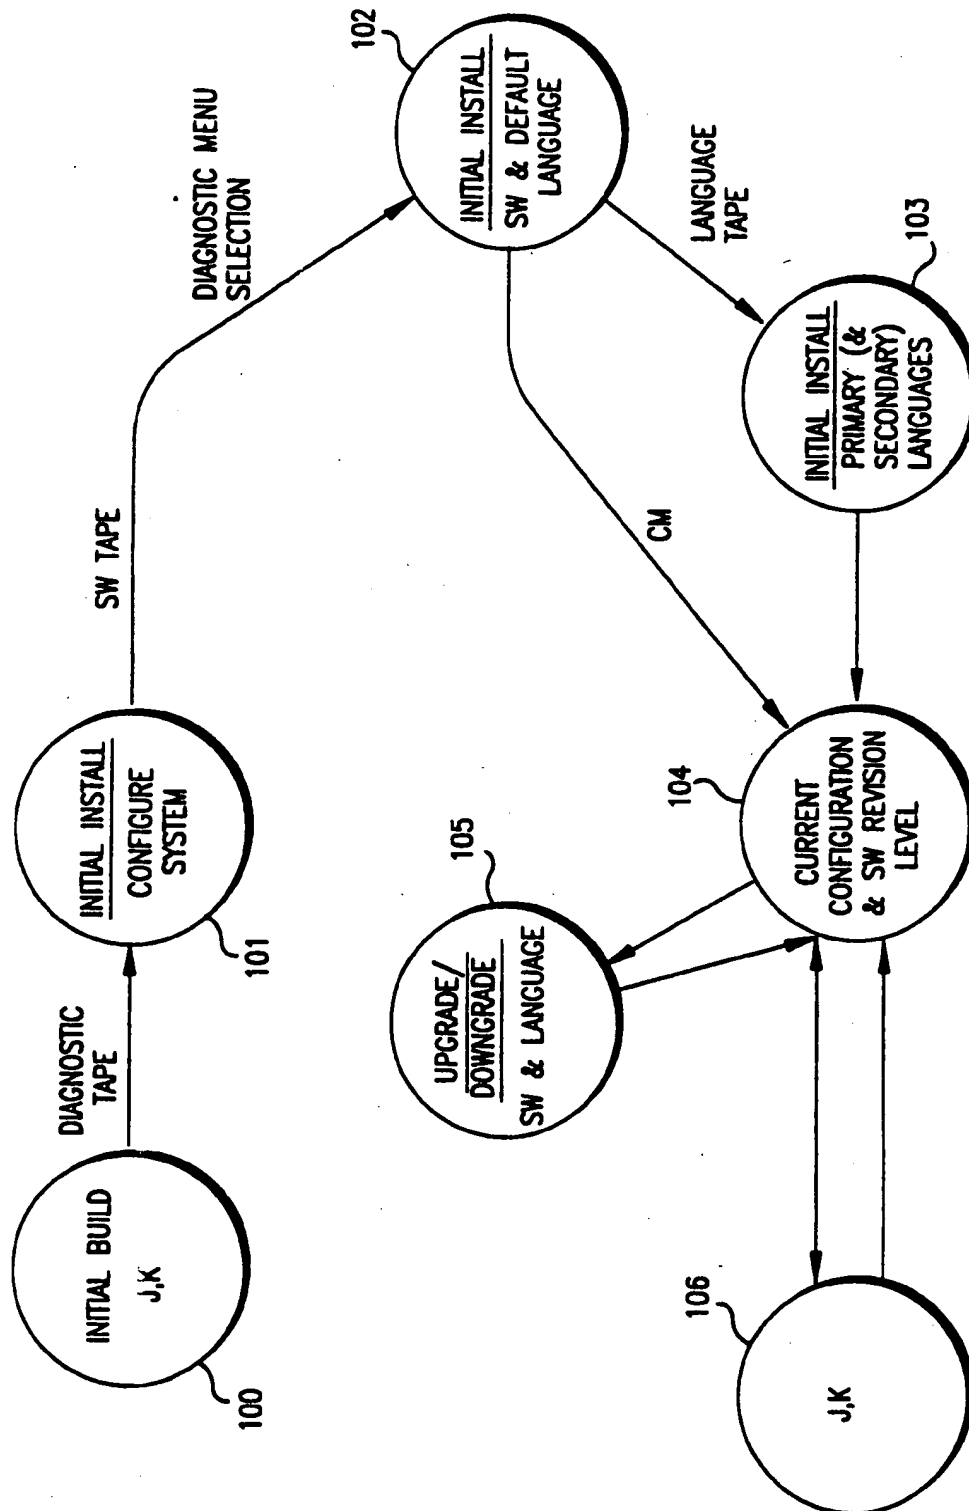 INITIAL BUILD
J,K
100
DIAGNOSTIC
TAPE
INITIAL INSTALL
CONFIGURE
SYSTEM
101
SW TAPE
DIAGNOSTIC MENU
SELECTION
INITIAL INSTALL
SW & DEFAULT
LANGUAGE
102
LANGUAGE
TAPE
CM
INITIAL INSTALL
PRIMARY (&
SECONDARY)
LANGUAGES
103
CURRENT
CONFIGURATION
& SW REVISION
LEVEL
104
UPGRADE/
DOWNGRADE
SW & LANGUAGE
105
J,K
106